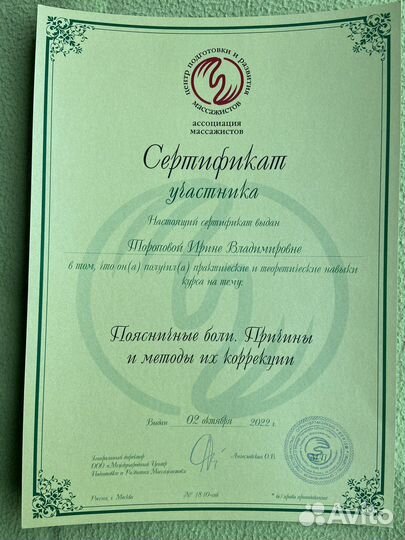 центр подготовки и развития
массажистов
ассоциация
массажистов
Сертификат
участника
Настоящий сертификат выдан
Тороповой Ирине Владимировне
в том, что он(а) получил(а) практические и теоретические навыки
курса на тему:
Поясничные боли. Причины
и методы их коррекции
Выдан 02 октября 2022 г.
Генеральный директор
ООО «Международный Центр
Подготовки и Развития Массажистов»
Россия, г. Москва
Avito